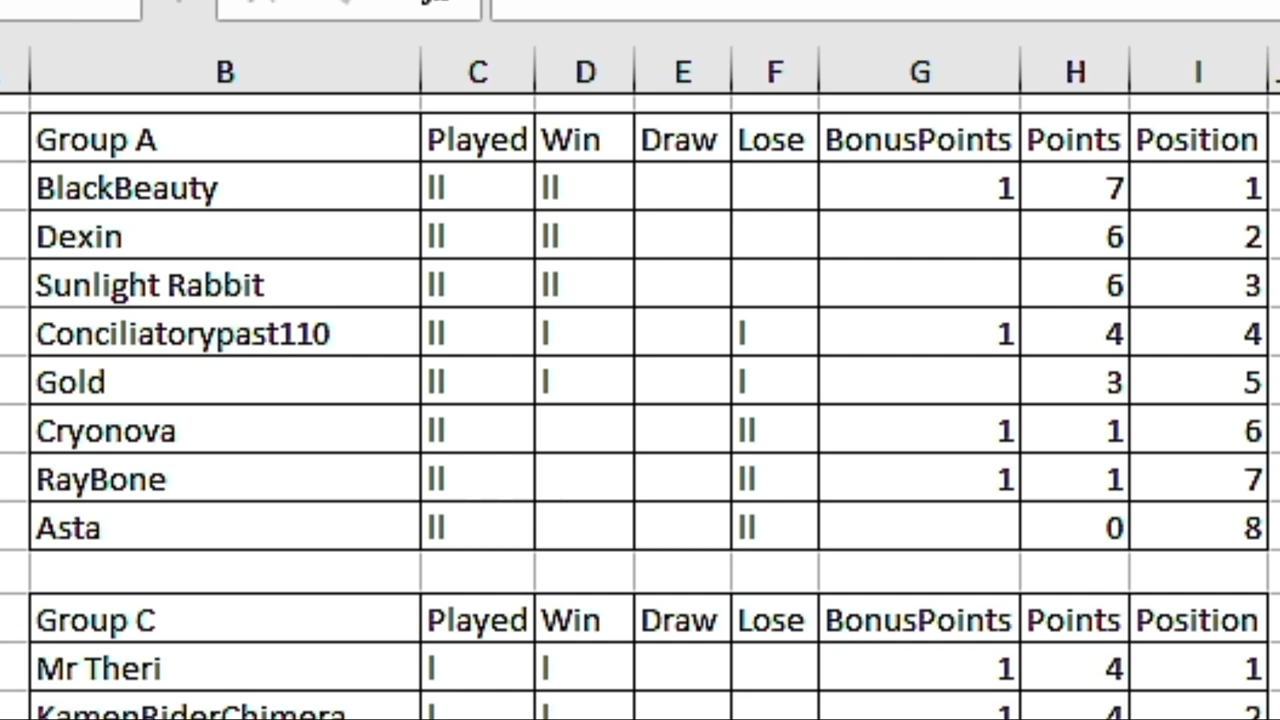 B C D E F G H I
Group A Played Win Draw Lose BonusPoints Points Position
BlackBeauty II II 1 7 1
Dexin II II 6 2
Sunlight Rabbit II II 6 3
Conciliatorypast110 II I I 1 4 4
Gold II I I 3 5
Cryonova II II 1 1 6
RayBone II II 1 1 7
Asta II II 0 8
Group C Played Win Draw Lose BonusPoints Points Position
Mr Theri I I 1 4 1
KamenRiderChimera I I 1 4 2